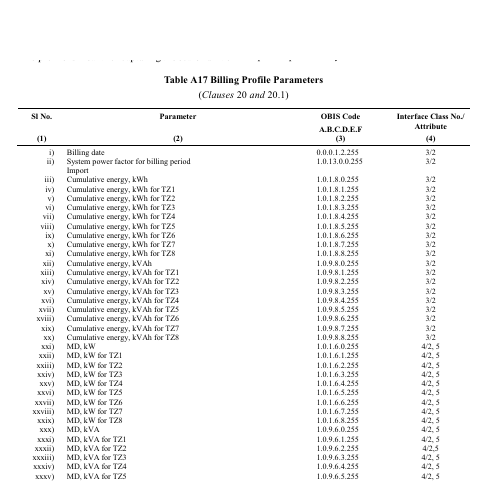 Table A17 Billing Profile Parameters
(Clauses 20 and 20.1)
Sl No. Parameter OBIS Code Interface Class No./
A.B.C.D.E.F Attribute
(1) (2) (3) (4)
i) Billing date 0.0.0.1.2.255 3/2
ii) System power factor for billing period 1.0.13.0.0.255 3/2
Import
iii) Cumulative energy, kWh 1.0.1.8.0.255 3/2
iv) Cumulative energy, kWh for TZ1 1.0.1.8.1.255 3/2
v) Cumulative energy, kWh for TZ2 1.0.1.8.2.255 3/2
vi) Cumulative energy, kWh for TZ3 1.0.1.8.3.255 3/2
vii) Cumulative energy, kWh for TZ4 1.0.1.8.4.255 3/2
viii) Cumulative energy, kWh for TZ5 1.0.1.8.5.255 3/2
ix) Cumulative energy, kWh for TZ6 1.0.1.8.6.255 3/2
x) Cumulative energy, kWh for TZ7 1.0.1.8.7.255 3/2
xi) Cumulative energy, kWh for TZ8 1.0.1.8.8.255 3/2
xii) Cumulative energy, kVAh 1.0.9.8.0.255 3/2
xiii) Cumulative energy, kVAh for TZ1 1.0.9.8.1.255 3/2
xiv) Cumulative energy, kVAh for TZ2 1.0.9.8.2.255 3/2
xv) Cumulative energy, kVAh for TZ3 1.0.9.8.3.255 3/2
xvi) Cumulative energy, kVAh for TZ4 1.0.9.8.4.255 3/2
xvii) Cumulative energy, kVAh for TZ5 1.0.9.8.5.255 3/2
xviii) Cumulative energy, kVAh for TZ6 1.0.9.8.6.255 3/2
xix) Cumulative energy, kVAh for TZ7 1.0.9.8.7.255 3/2
xx) Cumulative energy, kVAh for TZ8 1.0.9.8.8.255 3/2
xxi) MD, kW 1.0.1.6.0.255 4/2, 5
xxii) MD, kW for TZ1 1.0.1.6.1.255 4/2, 5
xxiii) MD, kW for TZ2 1.0.1.6.2.255 4/2, 5
xxiv) MD, kW for TZ3 1.0.1.6.3.255 4/2, 5
xxv) MD, kW for TZ4 1.0.1.6.4.255 4/2, 5
xxvi) MD, kW for TZ5 1.0.1.6.5.255 4/2, 5
xxvii) MD, kW for TZ6 1.0.1.6.6.255 4/2, 5
xxviii) MD, kW for TZ7 1.0.1.6.7.255 4/2, 5
xxix) MD, kW for TZ8 1.0.1.6.8.255 4/2, 5
xxx) MD, kVA 1.0.9.6.0.255 4/2, 5
xxxi) MD, kVA for TZ1 1.0.9.6.1.255 4/2, 5
xxxii) MD, kVA for TZ2 1.0.9.6.2.255 4/2,5
xxxiii) MD, kVA for TZ3 1.0.9.6.3.255 4/2, 5
xxxiv) MD, kVA for TZ4 1.0.9.6.4.255 4/2, 5
xxxv) MD, kVA for TZ5 1.0.9.6.5.255 4/2, 5